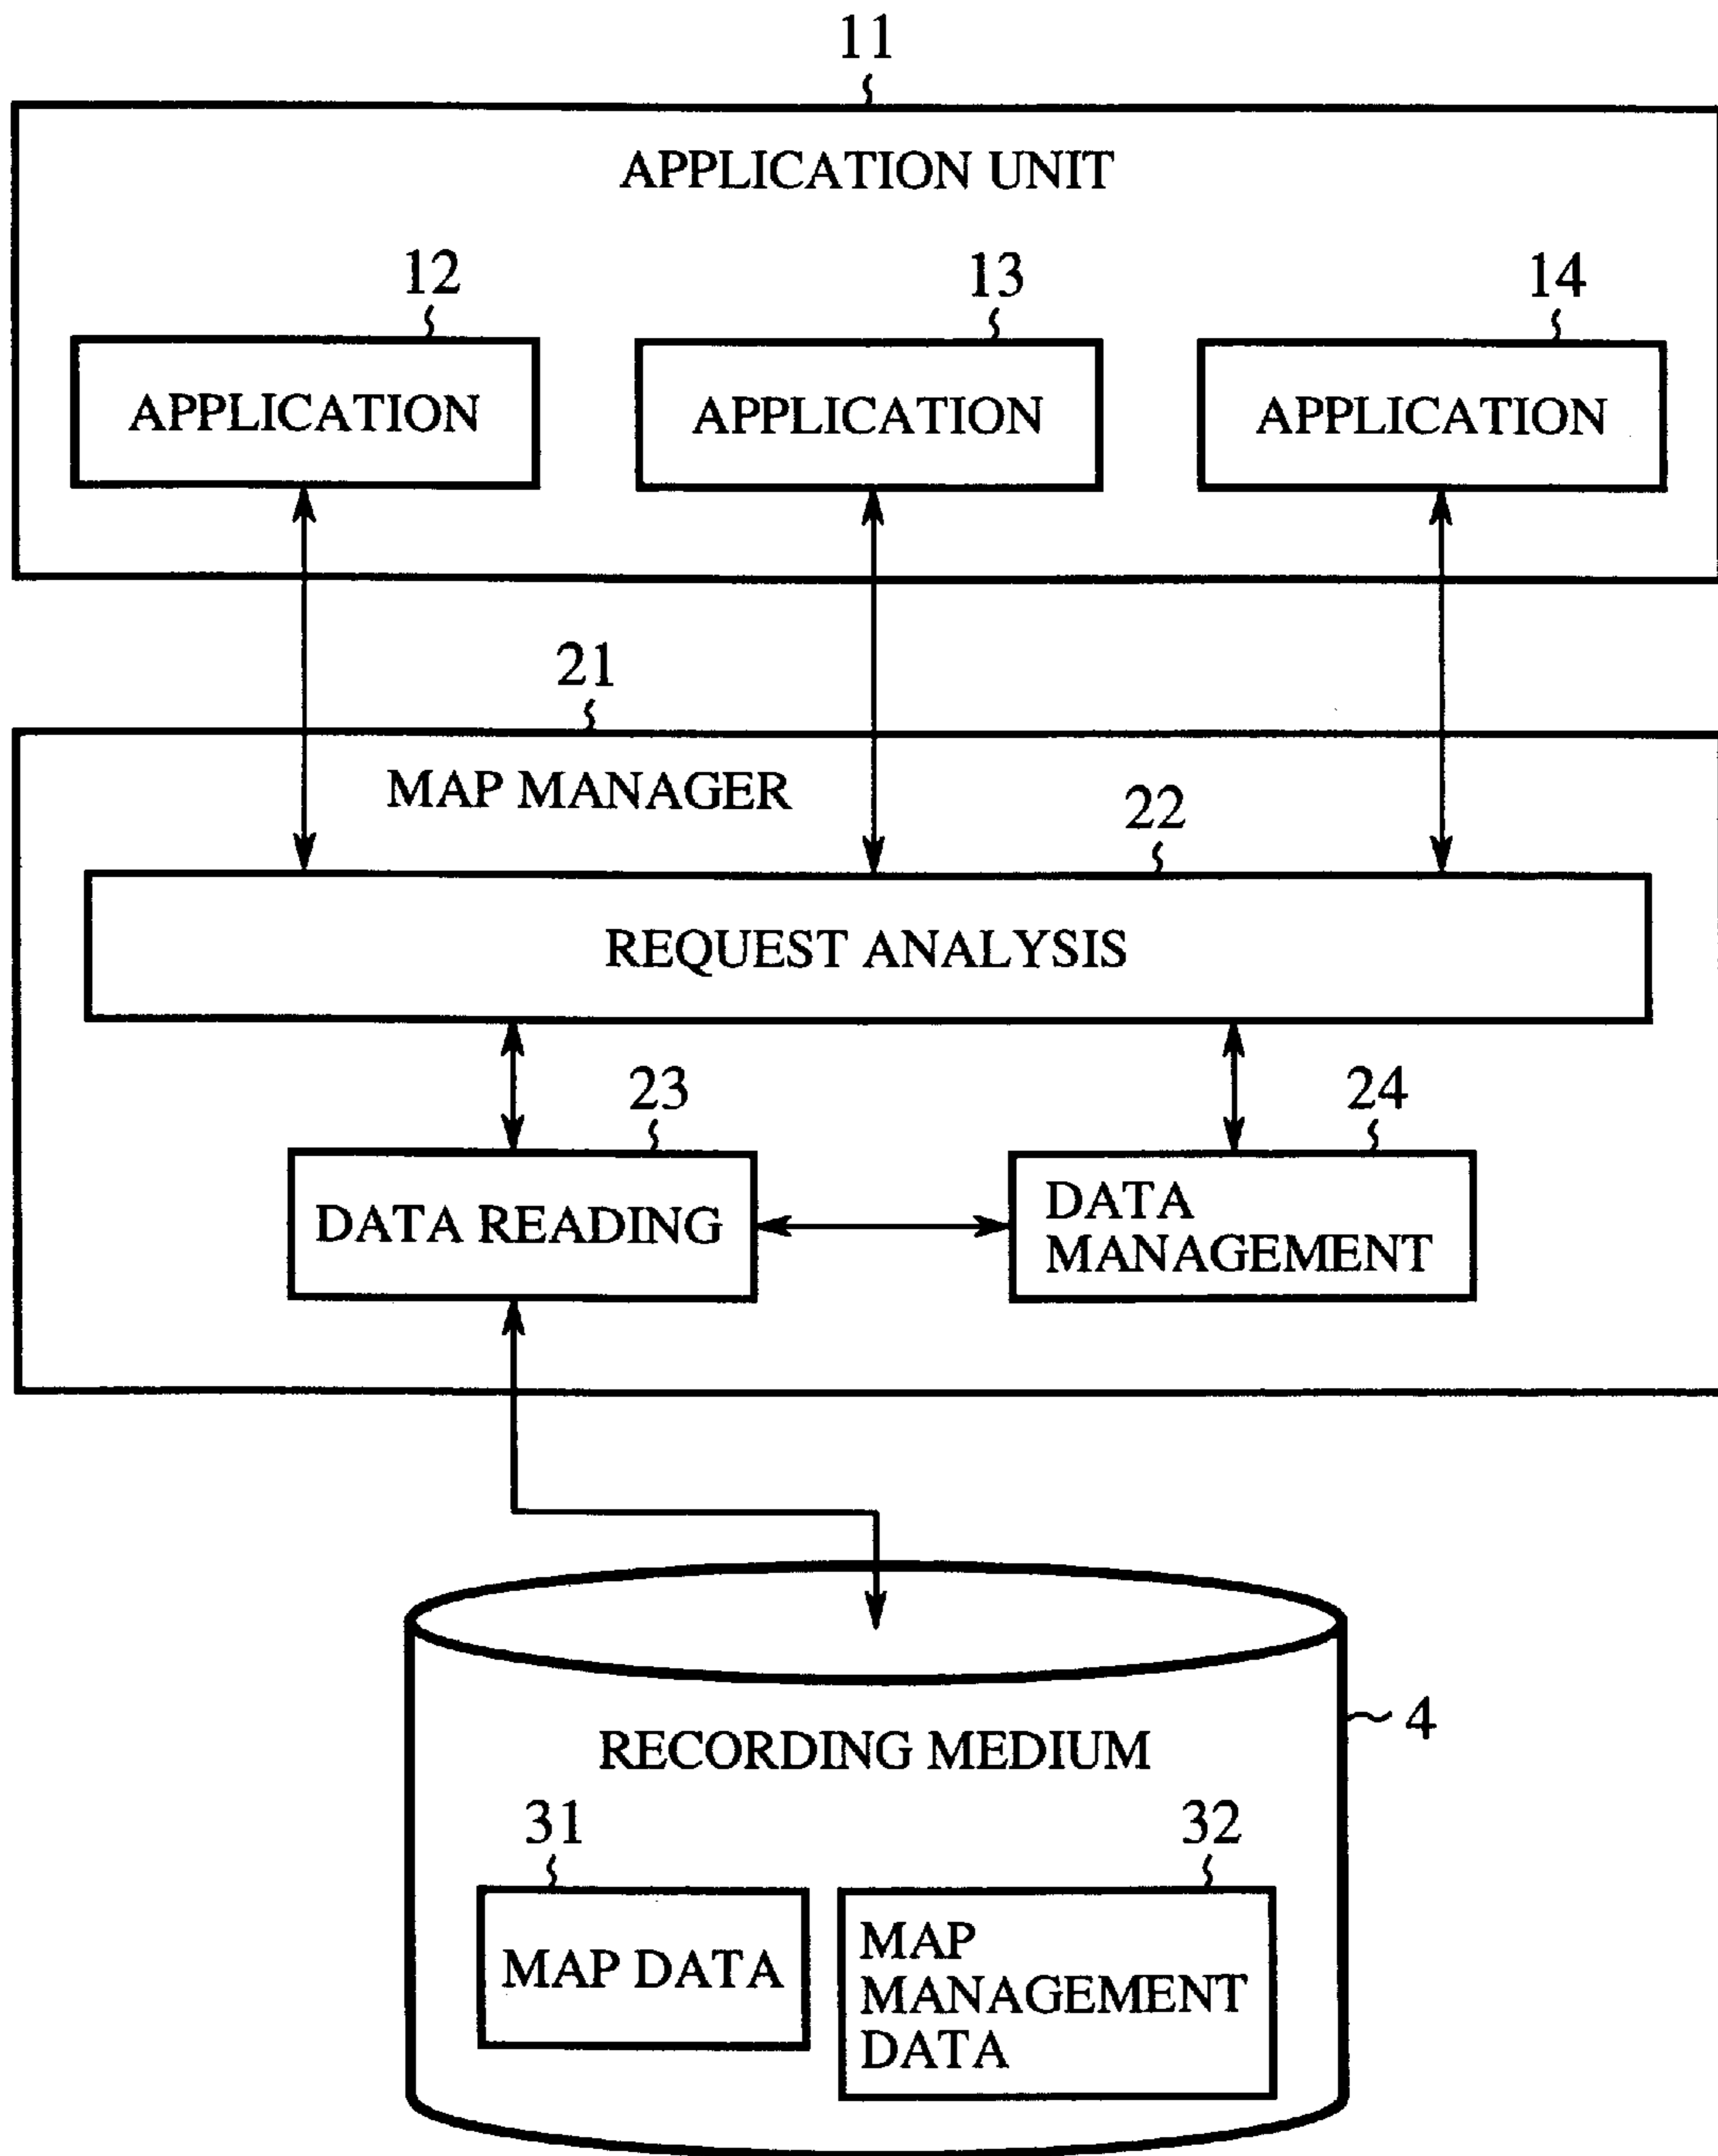 11
APPLICATION UNIT
12
13
14
APPLICATION
APPLICATION
APPLICATION
21
MAP MANAGER
22
REQUEST ANALYSIS
23
24
DATA READING
DATA
MANAGEMENT
4
RECORDING MEDIUM
31
32
MAP DATA
MAP
MANAGEMENT
DATA